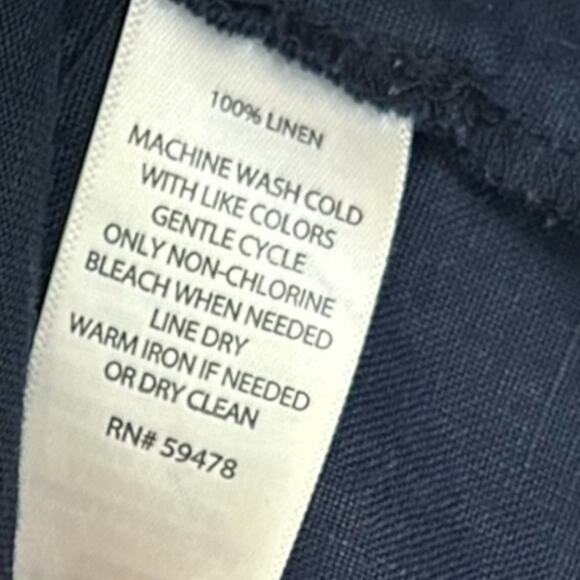 100% LINEN
MACHINE WASH COLD
WITH LIKE COLORS
GENTLE CYCLE
ONLY NON-CHLORINE
BLEACH WHEN NEEDED
LINE DRY
WARM IRON IF NEEDED
OR DRY CLEAN
RN# 59478